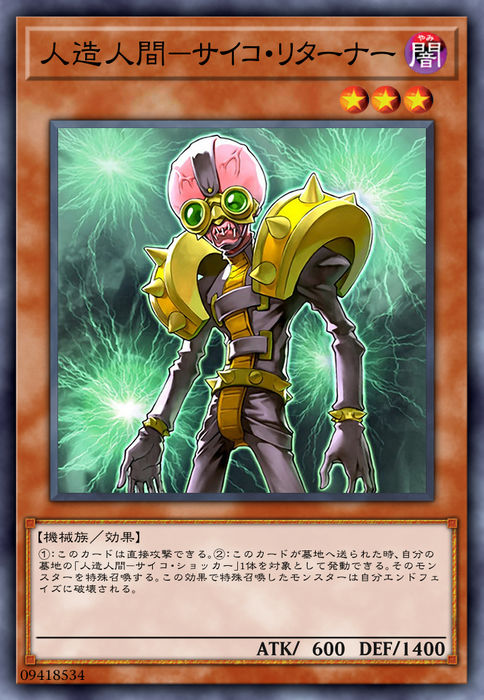 人造人間−サイコ・リターナー
やみ
闇
【機械族／効果】
①:このカードは直接攻撃できる。②:このカードが墓地へ送られた時、自分の
墓地の「人造人間−サイコ・ショッカー」1体を対象として発動できる。そのモン
スターを特殊召喚する。この効果で特殊召喚したモンスターは自分エンドフェ
イズに破壊される。
ATK/ 600 DEF/1400
09418534